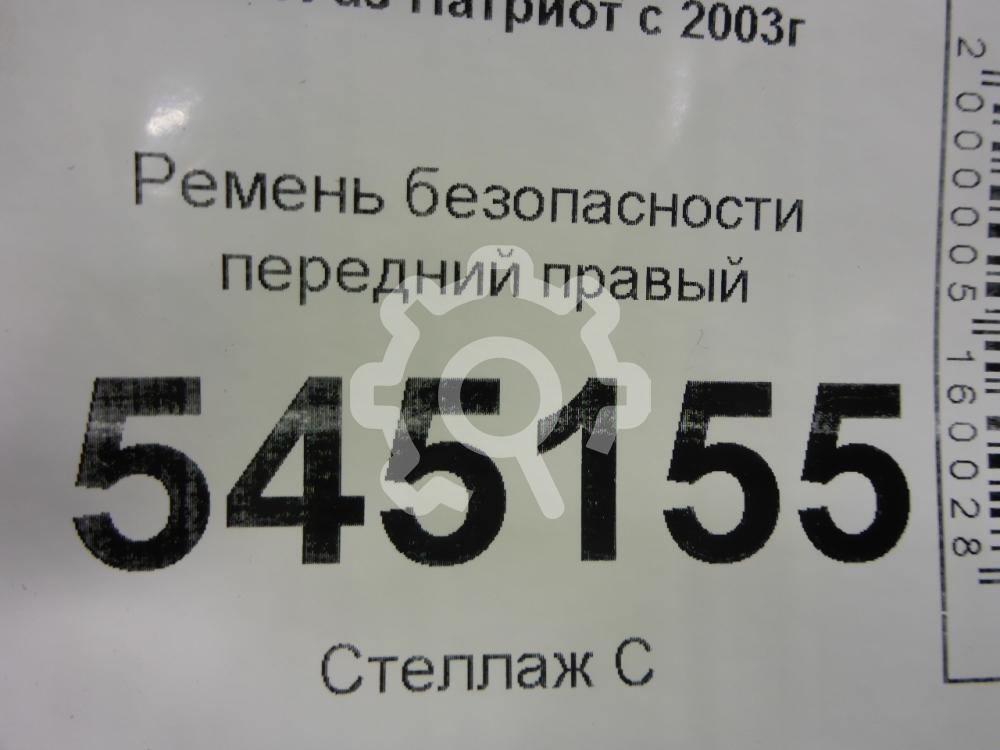 Патриот с 2003г
Ремень безопасности
передний правый
545155
Стеллаж С
2000005160028